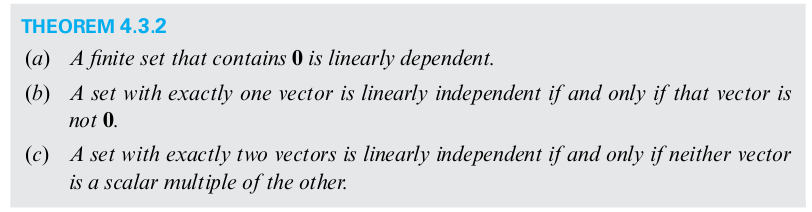 THEOREM 4.3.2
(a) A finite set that contains 0 is linearly dependent.
(b) A set with exactly one vector is linearly independent if and only if that vector is
not 0.
(c) A set with exactly two vectors is linearly independent if and only if neither vector
is a scalar multiple of the other.